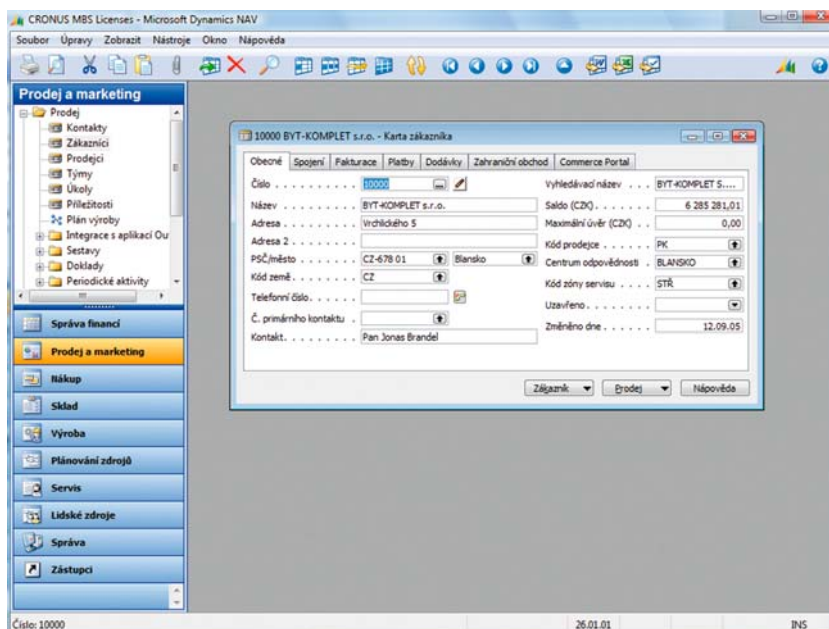 CRONUS MBS Licenses - Microsoft Dynamics NAV
Soubor Úpravy Zobrazit Nástroje Okno Nápověda
Prodej a marketing
Prodej
Kontakty
Zákazníci
Prodejci
Týmy
Úkoly
Příležitosti
Plán výroby
Integrace s aplikací Ou
Sestavy
Doklady
Periodické aktivity
Správa financí
Prodej a marketing
Nákup
Sklad
Výroba
Plánování zdrojů
Servis
Lidské zdroje
Správa
Zástupci
10000 BYT-KOMPLET s.r.o. - Karta zákazníka
Obecné Spojení Fakturace Platby Dodávky Zahraniční obchod Commerce Portal
Číslo . . . . . . . . . . 10000
Název . . . . . . . . . BYT-KOMPLET s.r.o.
Adresa . . . . . . . . . Vrchlického 5
Adresa 2 . . . . . . . .
PSČ/město . . . . . . CZ-678 01 Blansko
Kód země . . . . . . . CZ
Telefonní číslo. . . . . .
Č. primárního kontaktu .
Kontakt. . . . . . . . . Pan Jonas Brandel
Vyhledávací název . . . BYT-KOMPLET S....
Saldo (CZK) . . . . . . . 6 285 281,01
Maximální úvěr (CZK) . . 0,00
Kód prodejce . . . . . . PK
Centrum odpovědnosti . BLANSKO
Kód zóny servisu . . . . STŘ
Uzavřeno . . . . . . . .
Změněno dne . . . . . . 12.09.05
Zákazník Prodej Nápověda
Číslo: 10000 26.01.01 INS